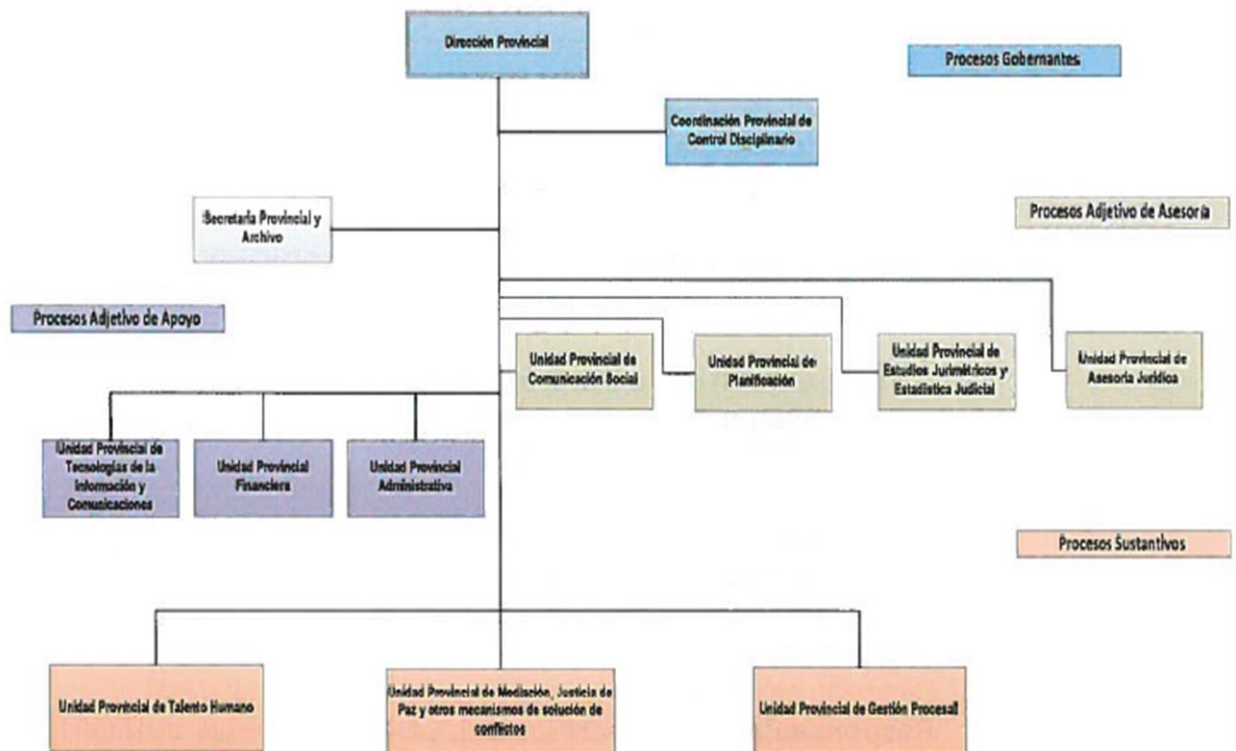 Dirección Provincial
Procesos Gobernantes
Coordinación Provincial de
Control Disciplinario
Secretaría Provincial y
Archivo
Procesos Adjetivo de Asesoría
Procesos Adjetivo de Apoyo
Unidad Provincial de
Comunicación Social
Unidad Provincial de
Planificación
Unidad Provincial de
Estudios Jurimétricos y
Estadística Judicial
Unidad Provincial de
Asesoría Jurídica
Unidad Provincial de
Tecnologías de la
Información y
Comunicaciones
Unidad Provincial
Financiera
Unidad Provincial
Administrativa
Procesos Sustantivos
Unidad Provincial de Talento Humano
Unidad Provincial de Mediación, Justicia de
Paz y otros mecanismos de solución de
conflictos
Unidad Provincial de Gestión Procesal